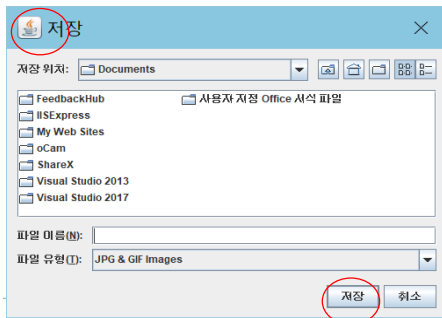 저장
저장 위치: Documents
FeedbackHub
IISExpress
My Web Sites
oCam
ShareX
Visual Studio 2013
Visual Studio 2017
사용자 지정 Office 서식 파일
파일 이름(N):
파일 유형(T): JPG & GIF Images
저장 취소